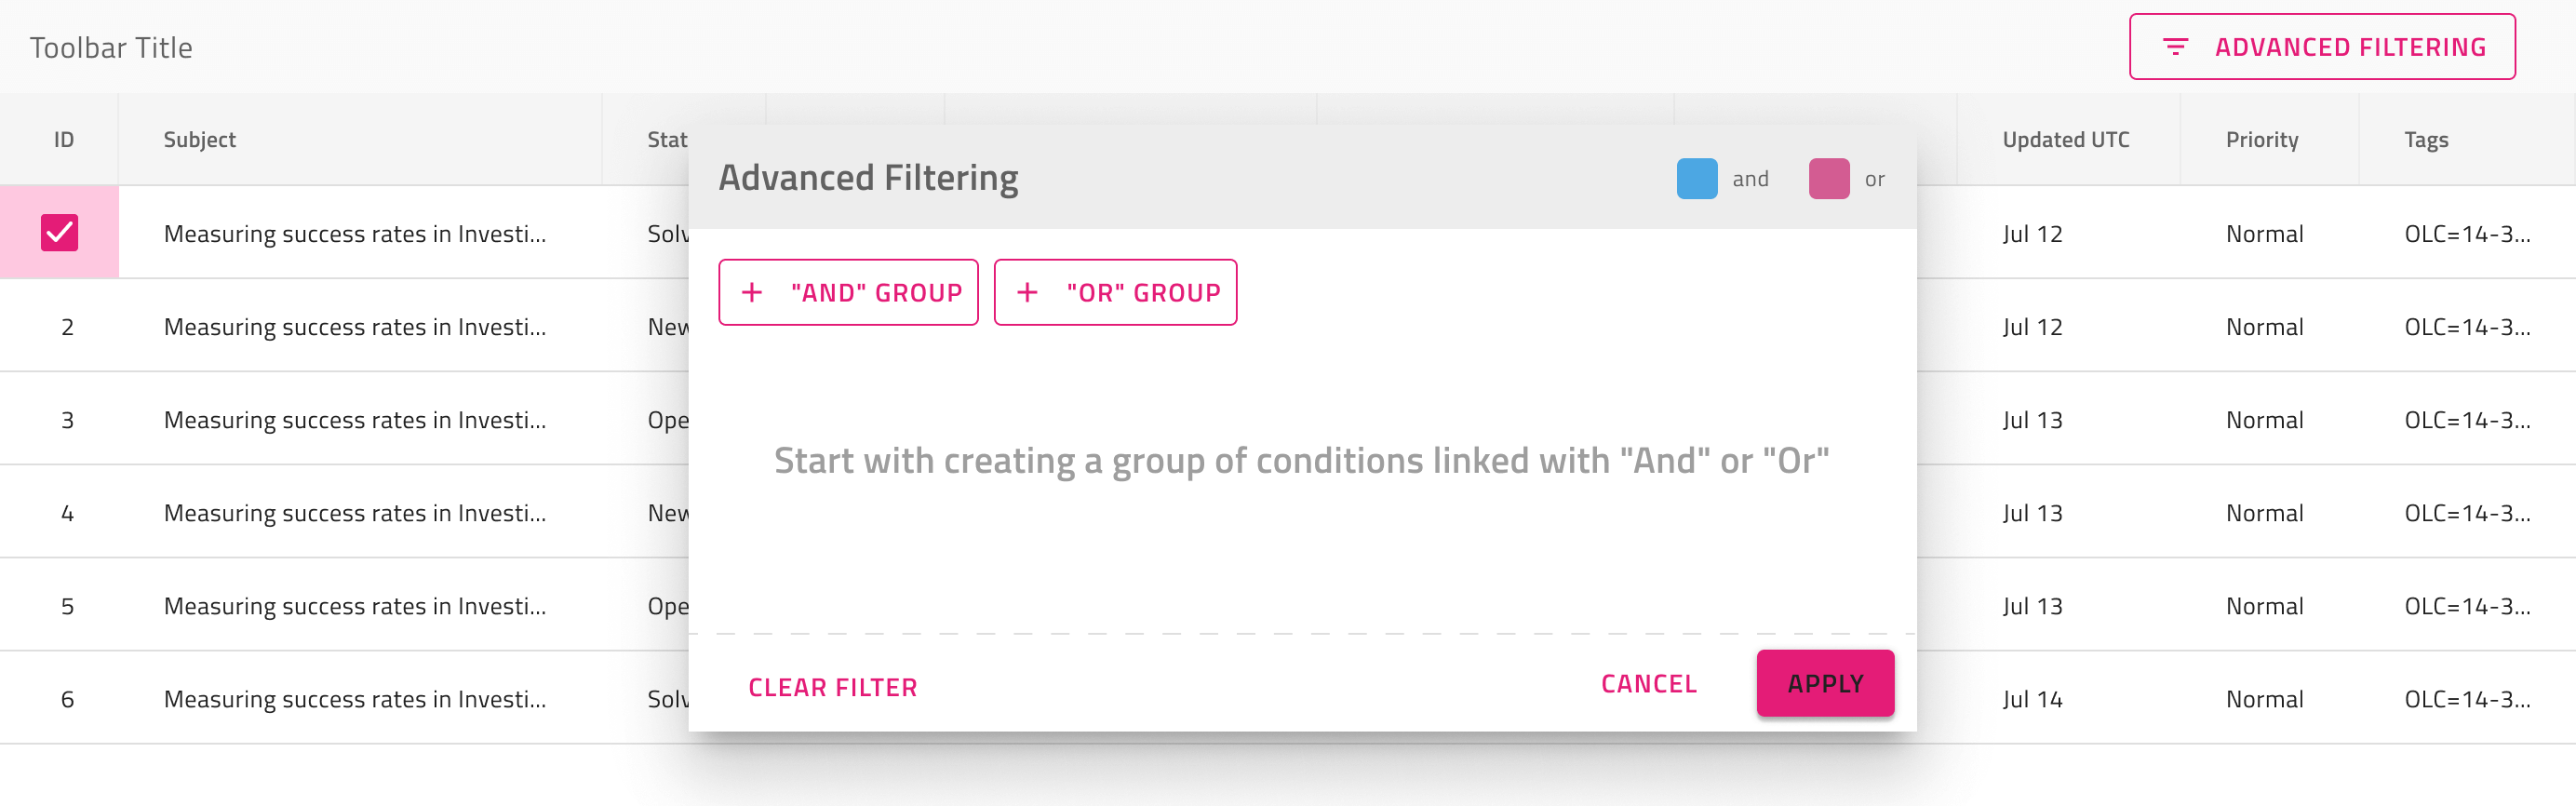 Toolbar Title
ADVANCED FILTERING
ID Subject Stat Updated UTC Priority Tags
Advanced Filtering and or
Measuring success rates in Investi... Solv Jul 12 Normal OLC=14-3...
+ "AND" GROUP + "OR" GROUP
2 Measuring success rates in Investi... New Jul 12 Normal OLC=14-3...
3 Measuring success rates in Investi... Ope Jul 13 Normal OLC=14-3...
Start with creating a group of conditions linked with "And" or "Or"
4 Measuring success rates in Investi... New Jul 13 Normal OLC=14-3...
5 Measuring success rates in Investi... Ope Jul 13 Normal OLC=14-3...
6 Measuring success rates in Investi... Solv Jul 14 Normal OLC=14-3...
CLEAR FILTER CANCEL APPLY